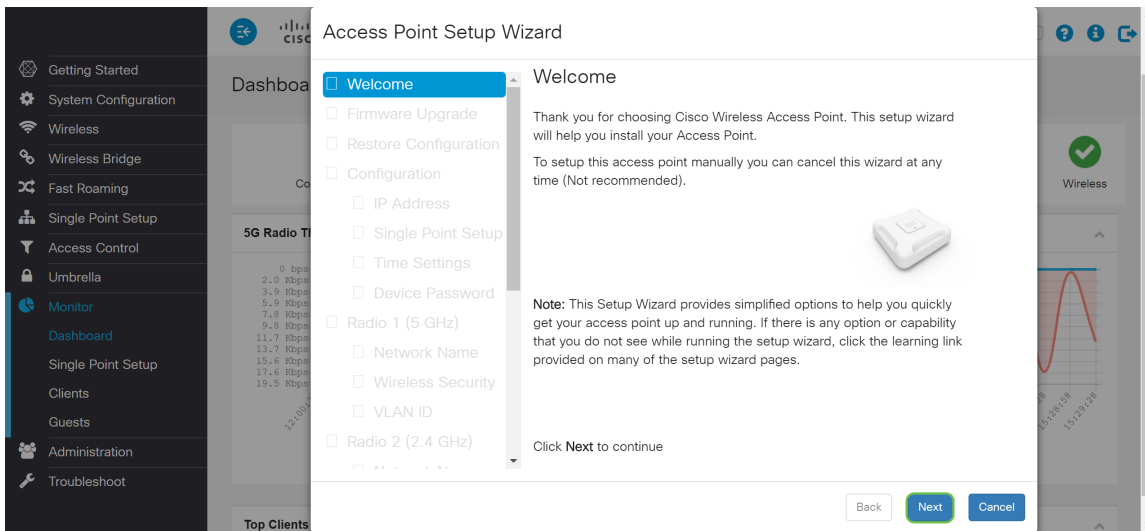 Getting Started
System Configuration
Wireless
Wireless Bridge
Fast Roaming
Single Point Setup
Access Control
Umbrella
Monitor
Dashboard
Single Point Setup
Clients
Guests
Administration
Troubleshoot
CISC
Dashboa
Co
5G Radio Th
0 bps
2.0 Kbps
3.9 Kbps
5.9 Kbps
7.8 Kbps
9.8 Kbps
11.7 Kbps
13.7 Kbps
15.6 Kbps
17.6 Kbps
19.5 Kbps
12:00:
Top Clients
Access Point Setup Wizard
Welcome
Firmware Upgrade
Restore Configuration
Configuration
IP Address
Single Point Setup
Time Settings
Device Password
Radio 1 (5 GHz)
Network Name
Wireless Security
VLAN ID
Radio 2 (2.4 GHz)
Welcome
Thank you for choosing Cisco Wireless Access Point. This setup wizard
will help you install your Access Point.
To setup this access point manually you can cancel this wizard at any
time (Not recommended).
Note: This Setup Wizard provides simplified options to help you quickly
get your access point up and running. If there is any option or capability
that you do not see while running the setup wizard, click the learning link
provided on many of the setup wizard pages.
Click Next to continue
Back
Next
Cancel
Wireless
15:28:58
15:29:28